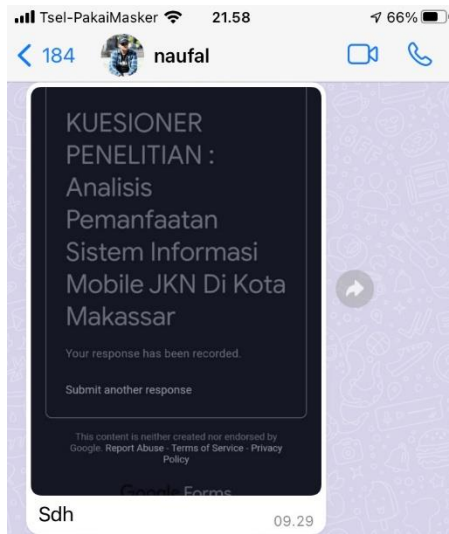 Tsel-PakaiMasker 21.58 66%
184 naufal
KUESIONER
PENELITIAN :
Analisis
Pemanfaatan
Sistem Informasi
Mobile JKN Di Kota
Makassar
Your response has been recorded.
Submit another response
This content is neither created nor endorsed by
Google. Report Abuse - Terms of Service - Privacy
Policy
Google Forms
Sdh 09.29